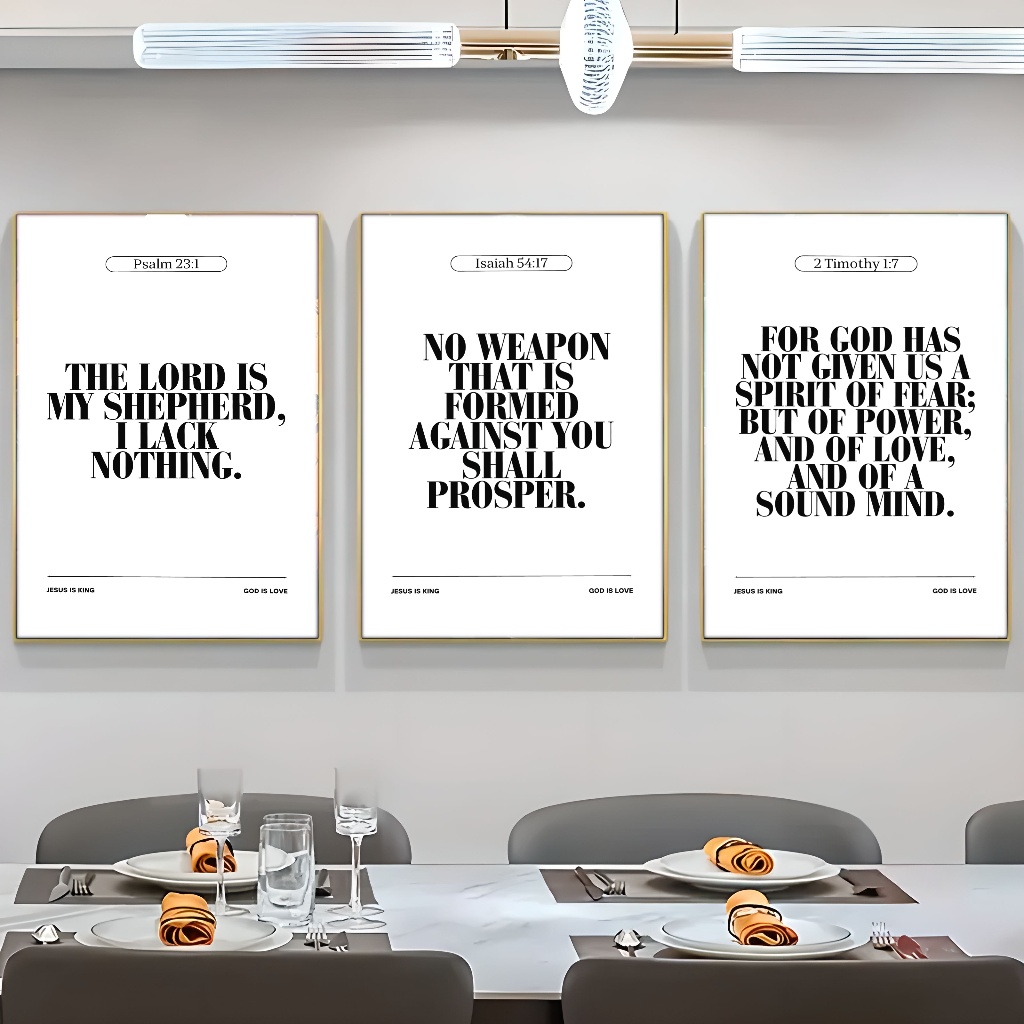 Psalm 23:1
THE LORD IS
MY SHEPHERD,
I LACK
NOTHING.
JESUS IS KING
GOD IS LOVE
Isaiah 54:17
NO WEAPON
THAT IS
FORMED
AGAINST YOU
SHALL
PROSPER.
JESUS IS KING
GOD IS LOVE
2 Timothy 1:7
FOR GOD HAS
NOT GIVEN US A
SPIRIT OF FEAR;
BUT OF POWER,
AND OF LOVE,
AND OF A
SOUND MIND.
JESUS IS KING
GOD IS LOVE